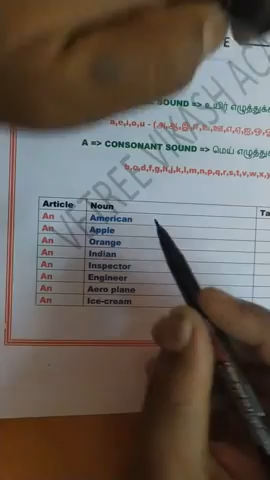 E
SOUND => உயிர் எழுத்துக்
a,e,i,o,u - (அ,ஆ,இ,ஈ,உ,ஊ,எ,ஏ,ஐ,ஒ,ஓ
A => CONSONANT SOUND => மெய் எழுத்துக்
b,c,d,f,g,h,j,k,l,m,n,p,q,r,s,t,v,w,x,y
Article Noun Ta
An American
An Apple
An Orange
An Indian
An Inspector
An Engineer
An Aero plane
An Ice-cream